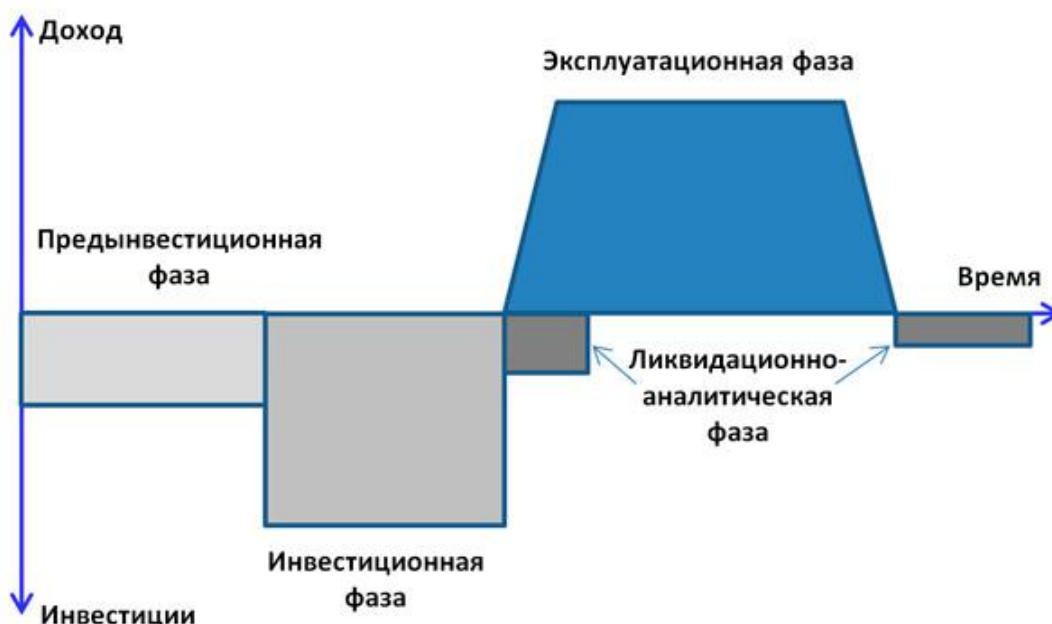 Доход
Эксплуатационная фаза
Предынвестиционная
фаза
Время
Ликвидационно-
аналитическая
фаза
Инвестиционная
фаза
Инвестиции